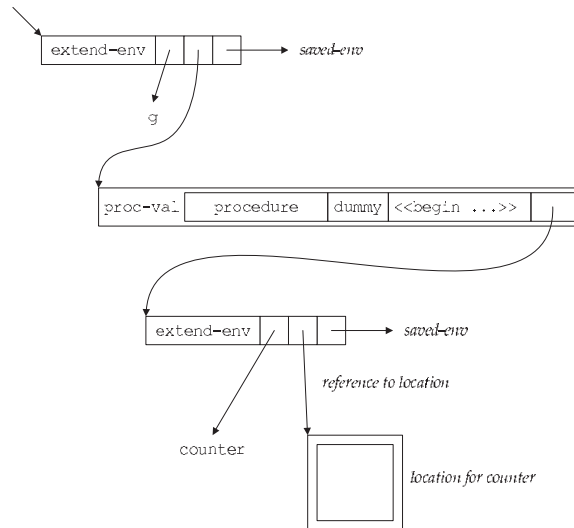 extend-env saved-env
g
proc-val procedure dummy <<begin ...>>
extend-env saved-env
reference to location
counter
location for counter